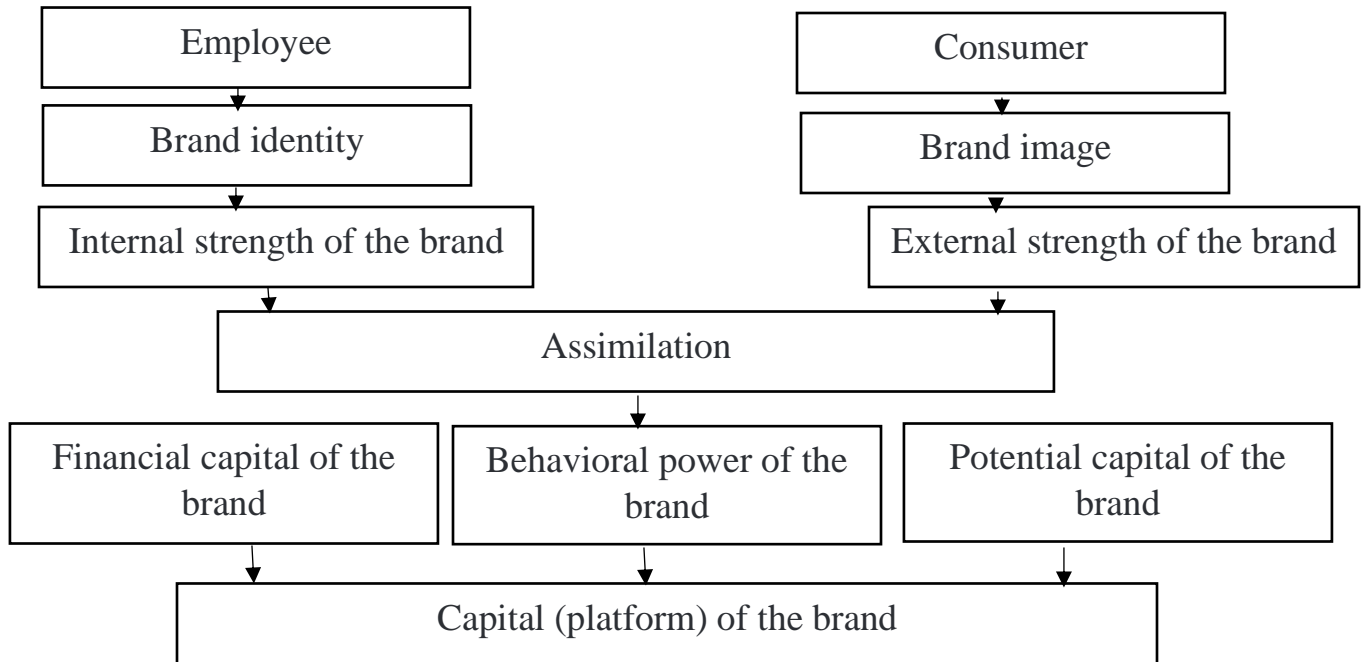 Employee
Consumer
Brand identity
Brand image
Internal strength of the brand
External strength of the brand
Assimilation
Financial capital of the
brand
Behavioral power of the
brand
Potential capital of the
brand
Capital (platform) of the brand